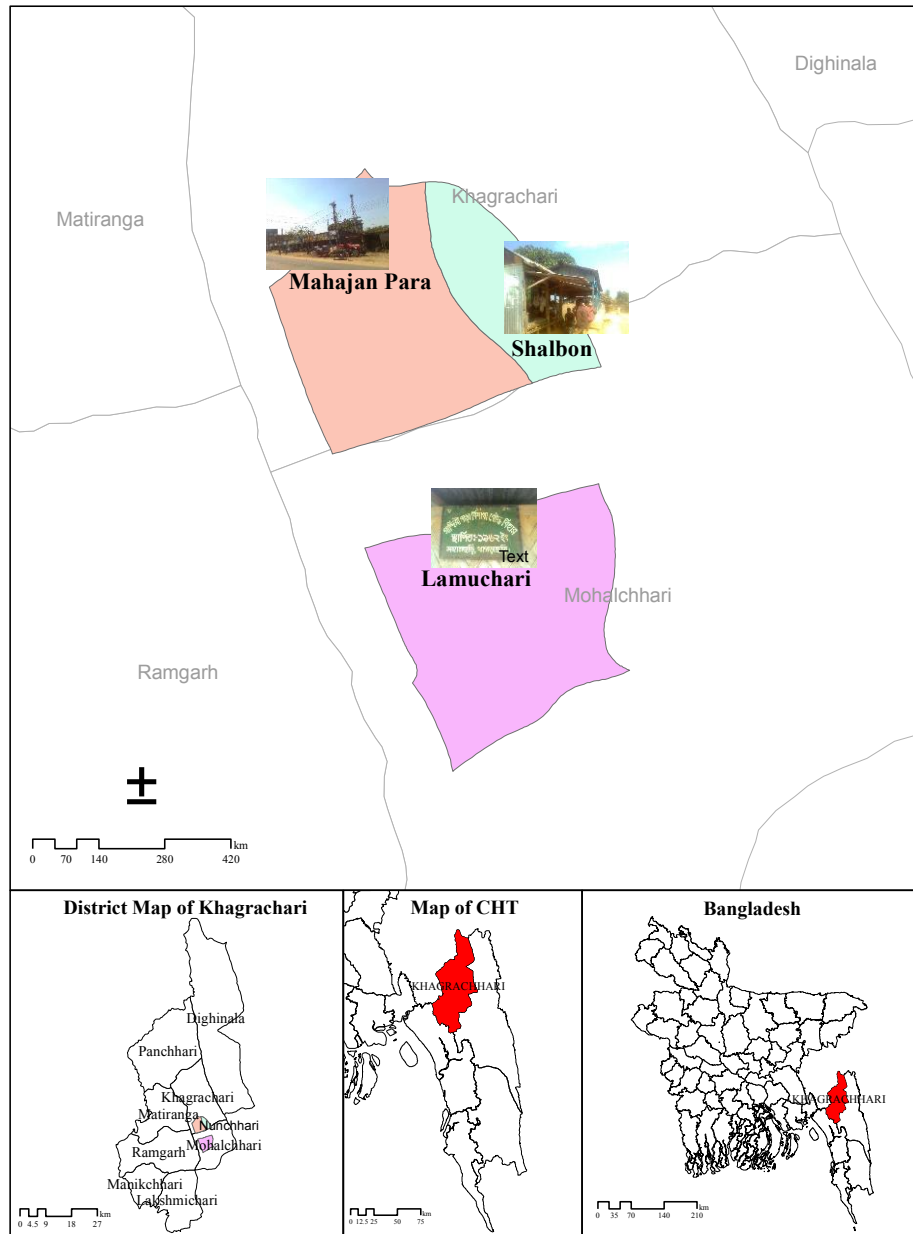 Dighinala
Khagrachari
Matiranga
Mahajan Para
Shalbon
স্থাপিত: ১৯৬২ইং
Text
Lamuchari
Mohalchhari
Ramgarh
±
km
0 70 140 280 420
District Map of Khagrachari
Dighinala
Panchhari
Khagrachari
Matiranga
Nunchhari
Mohalchhari
Ramgarh
Manikchhari
Lakshmichari
km
0 4.5 9 18 27
Map of CHT
KHAGRACHHARI
km
0 12.5 25 50 75
Bangladesh
KHAGRACHHARI
km
0 35 70 140 210